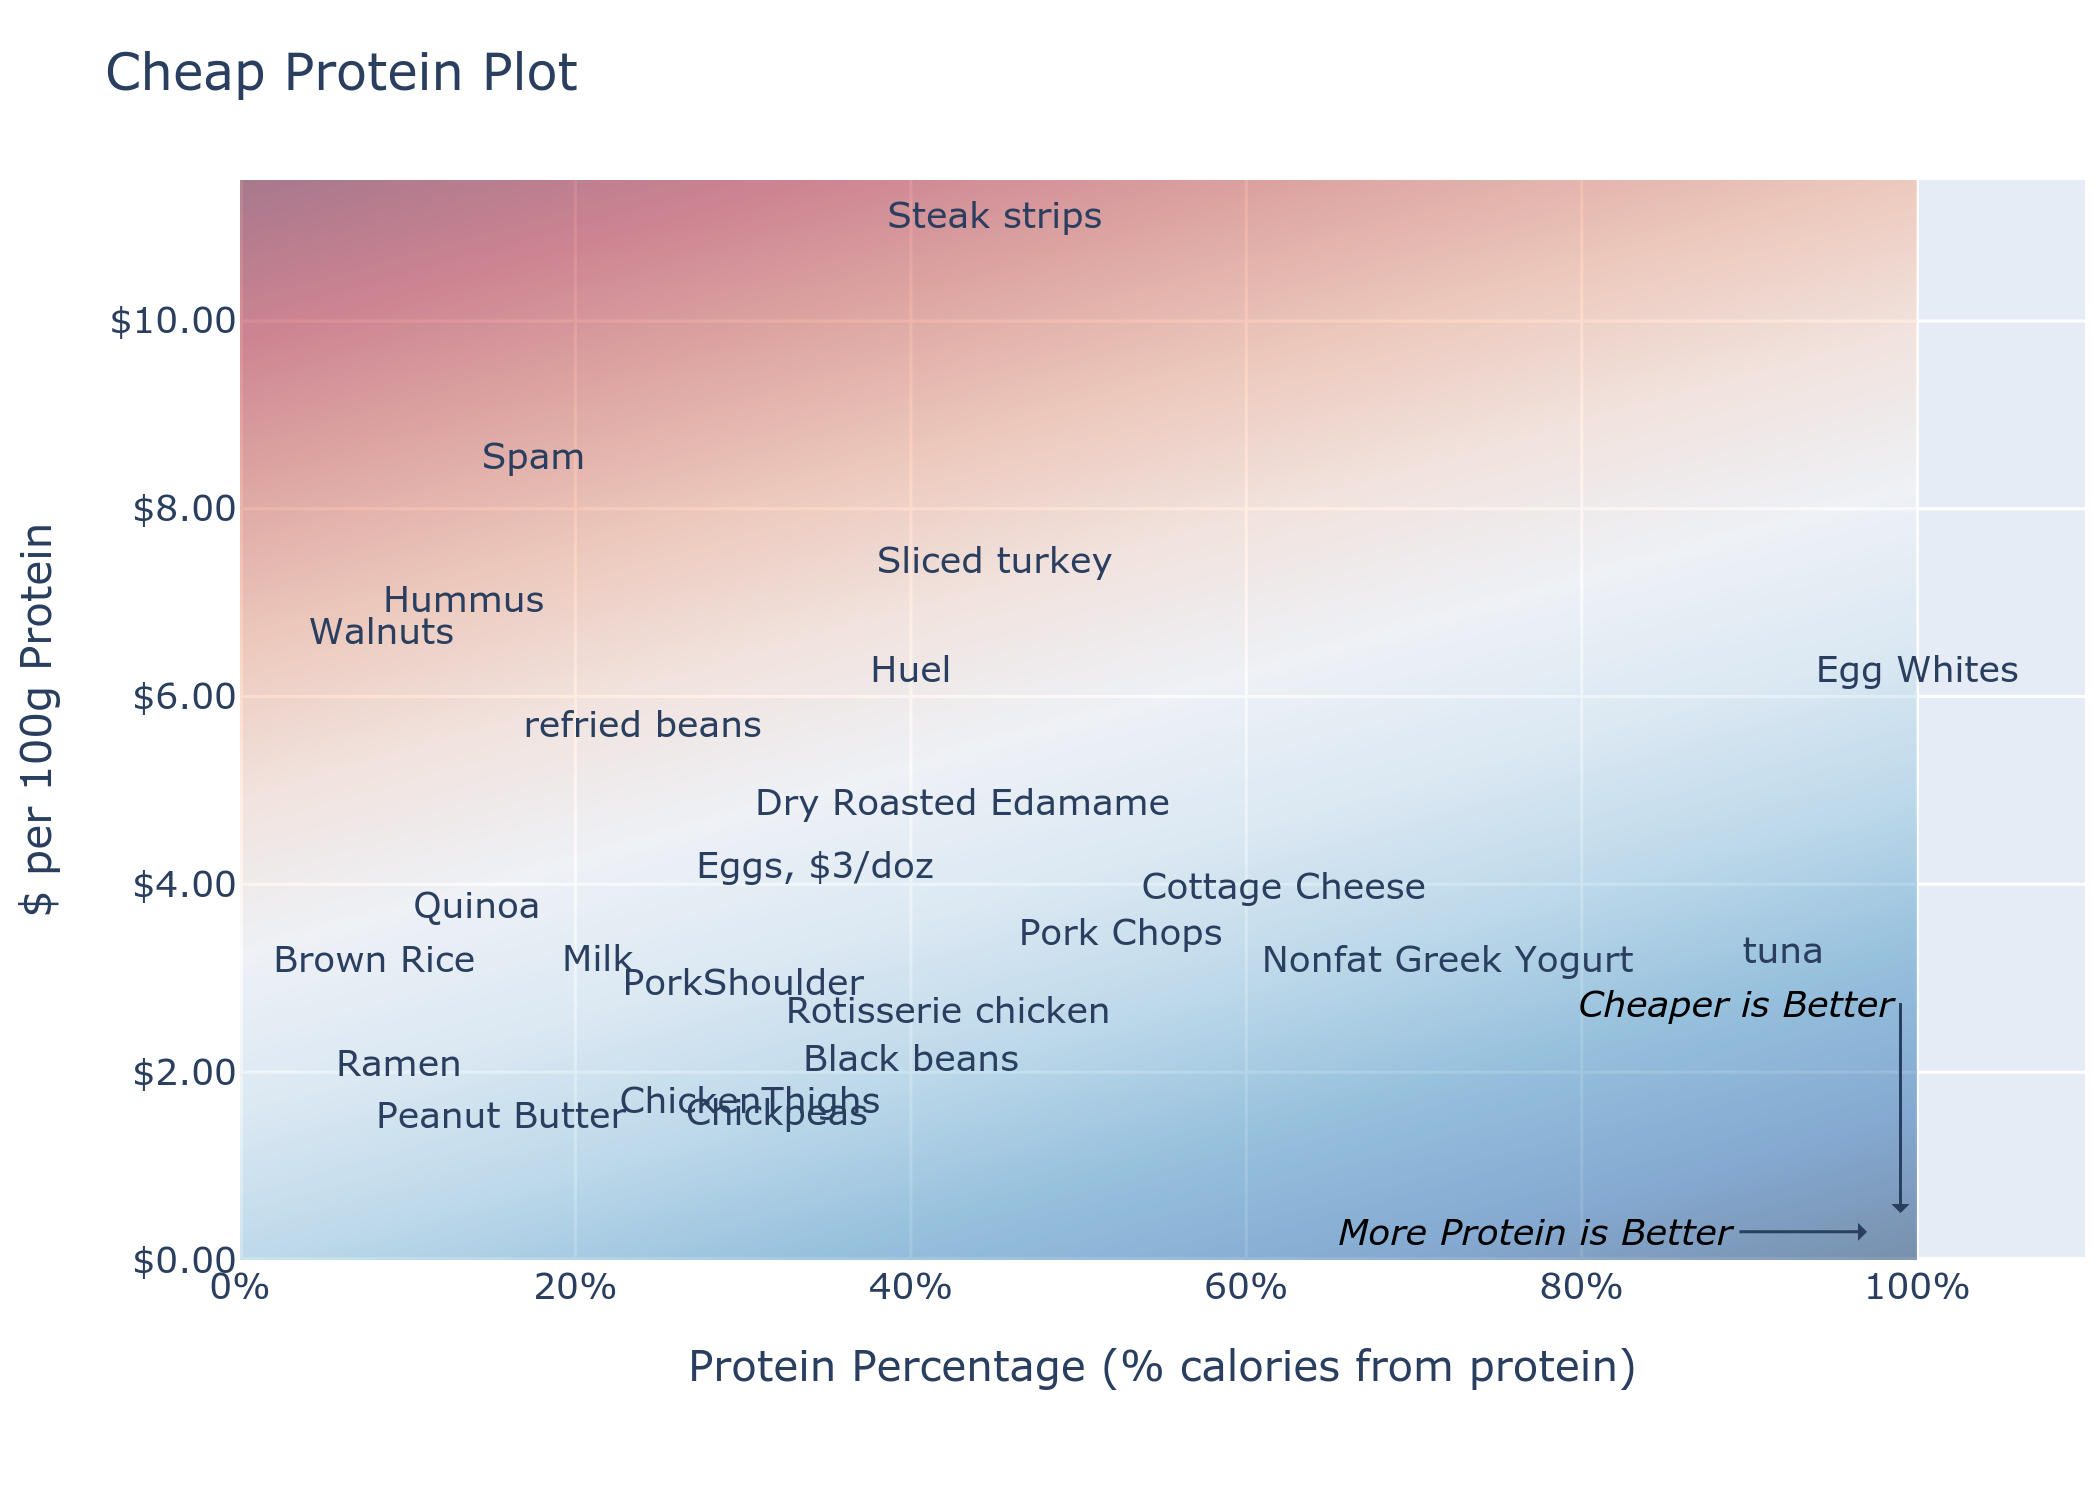 Cheap Protein Plot
Steak strips
$10.00
Spam
$8.00
Sliced turkey
Hummus
Walnuts
Huel
Egg Whites
$6.00
refried beans
Dry Roasted Edamame
Eggs, $3/doz
$4.00
Cottage Cheese
Quinoa
Pork Chops
Brown Rice
Milk
Nonfat Greek Yogurt
tuna
PorkShoulder
Rotisserie chicken
Cheaper is Better
Black beans
Ramen
$2.00
ChickenThighs
Chickpeas
Peanut Butter
More Protein is Better
$0.00
0% 20% 40% 60% 80% 100%
$ per 100g Protein
Protein Percentage (% calories from protein)